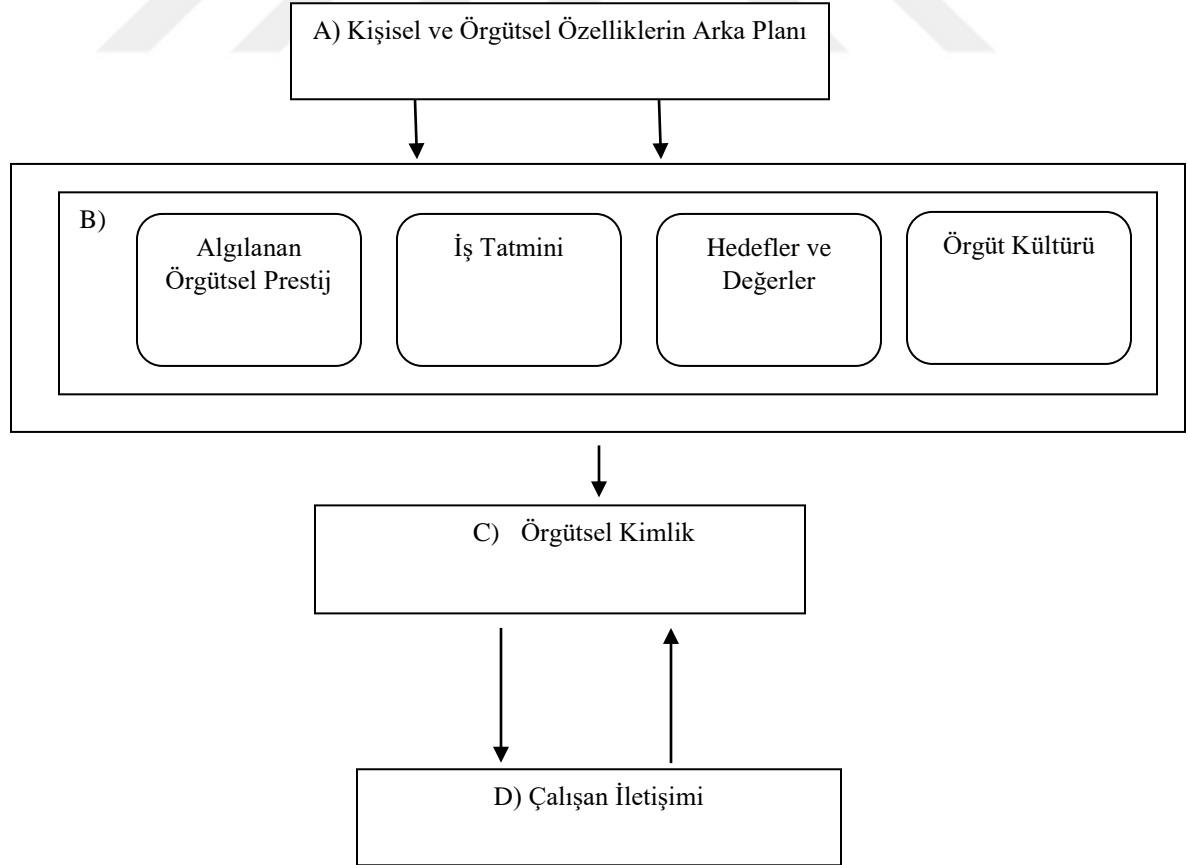 A) Kişisel ve Örgütsel Özelliklerin Arka Planı
B)
Algılanan
Örgütsel Prestij
İş Tatmini
Hedefler ve
Değerler
Örgüt Kültürü
C) Örgütsel Kimlik
D) Çalışan İletişimi